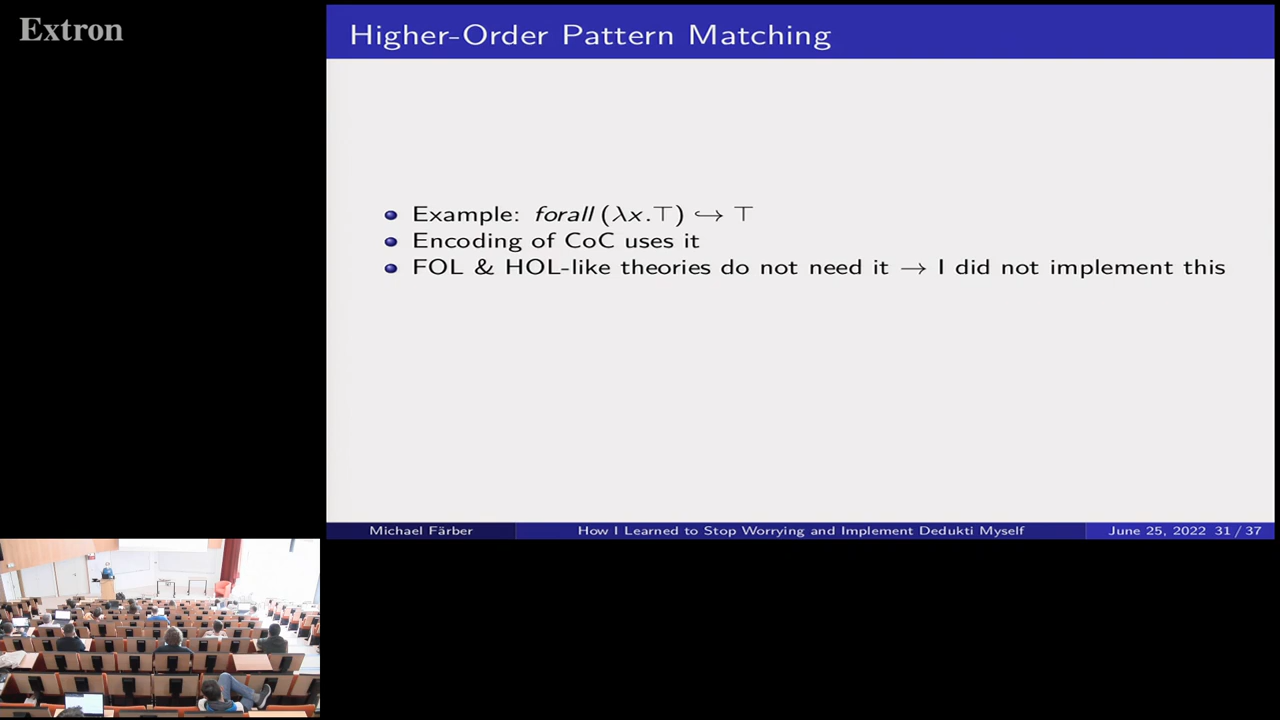 Extron
Higher-Order Pattern Matching
Example: forall (λx.⊤) ↪ ⊤
Encoding of CoC uses it
FOL & HOL-like theories do not need it → I did not implement this
Michael Färber How I Learned to Stop Worrying and Implement Dedukti Myself June 25, 2022 31 / 37